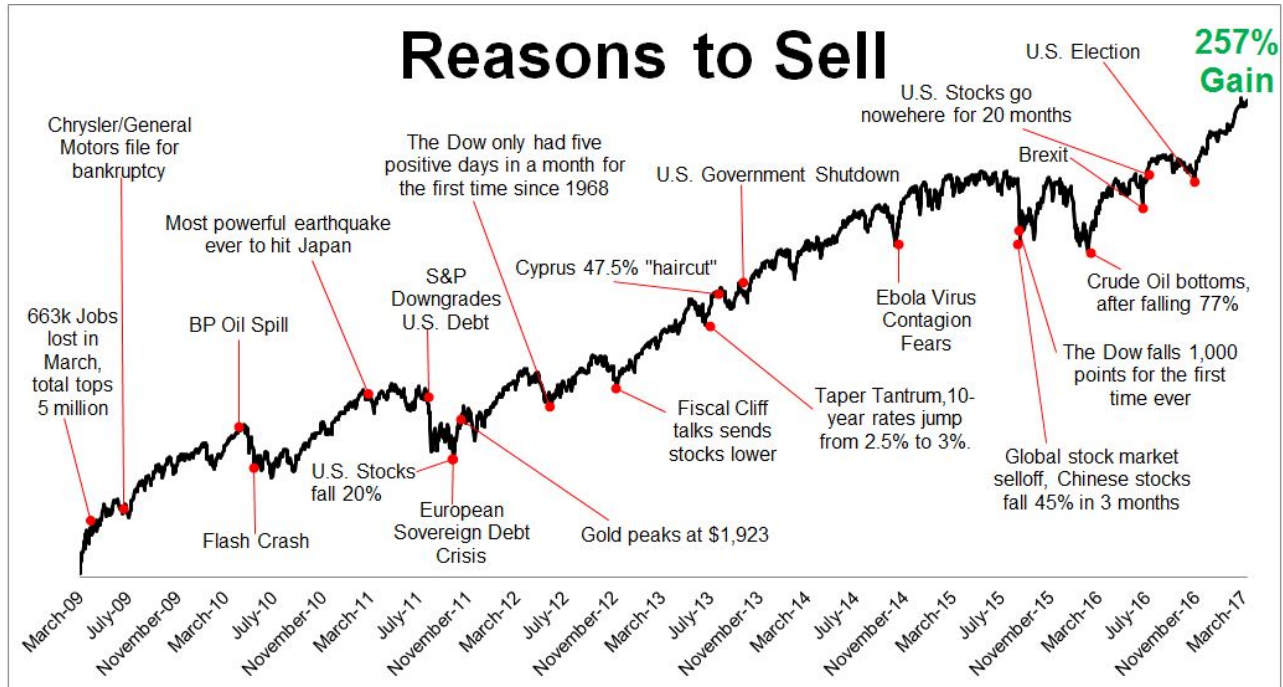 Reasons to Sell
257%
Gain
U.S. Election
U.S. Stocks go
nowhere for 20 months
Brexit
Chrysler/General
Motors file for
bankruptcy
The Dow only had five
positive days in a month for
the first time since 1968
U.S. Government Shutdown
Most powerful earthquake
ever to hit Japan
S&P
Downgrades
U.S. Debt
Cyprus 47.5% "haircut"
663k Jobs
lost in
March,
total tops
5 million
BP Oil Spill
Ebola Virus
Contagion
Fears
Crude Oil bottoms,
after falling 77%
The Dow falls 1,000
points for the first
time ever
Taper Tantrum,10-
year rates jump
from 2.5% to 3%.
Fiscal Cliff
talks sends
stocks lower
Global stock market
selloff, Chinese stocks
fall 45% in 3 months
U.S. Stocks
fall 20%
Flash Crash
European
Sovereign Debt
Crisis
Gold peaks at $1,923
March-09
July-09
November-09
March-10
July-10
November-10
March-11
July-11
November-11
March-12
July-12
November-12
March-13
July-13
November-13
March-14
July-14
November-14
March-15
July-15
November-15
March-16
July-16
November-16
March-17